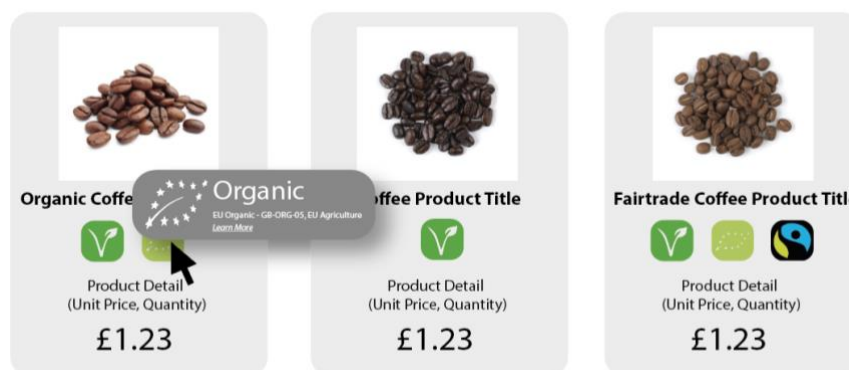 Organic Coffe
Organic
EU Organic - GB-ORG-05, EU Agriculture
Learn More
V
Product Detail
(Unit Price, Quantity)
£1.23
offee Product Title
V
Product Detail
(Unit Price, Quantity)
£1.23
Fairtrade Coffee Product Title
V
Product Detail
(Unit Price, Quantity)
£1.23